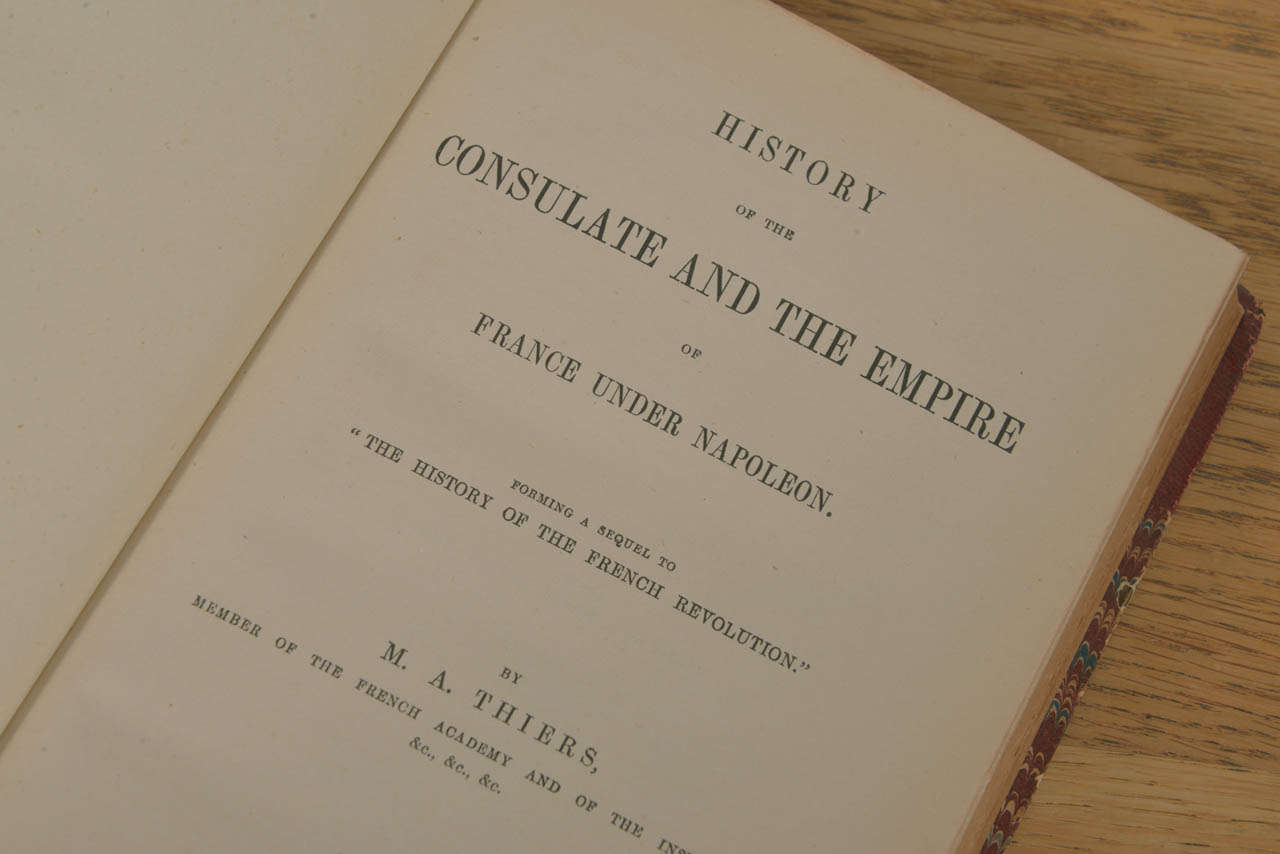 HISTORY
OF THE
CONSULATE AND THE EMPIRE
OF
FRANCE UNDER NAPOLEON.
FORMING A SEQUEL TO
“THE HISTORY OF THE FRENCH REVOLUTION.”
BY
M. A. THIERS,
MEMBER OF THE FRENCH ACADEMY AND OF THE
&c., &c., &c.